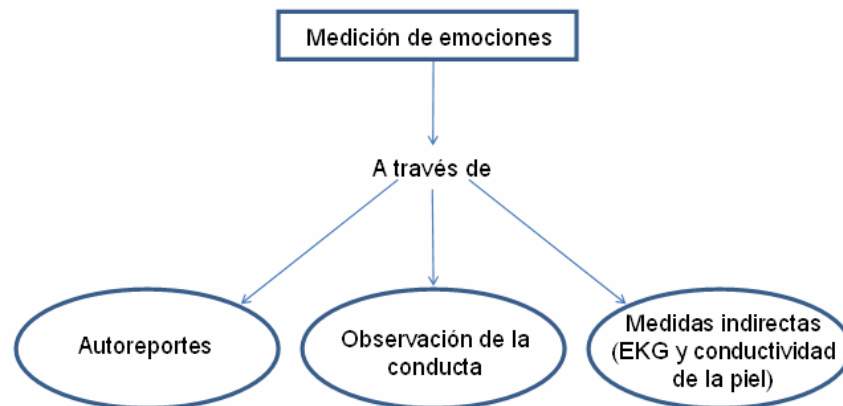 Medición de emociones
A través de
Autoreportes
Observación de la
conducta
Medidas indirectas
(EKG y conductividad
de la piel)